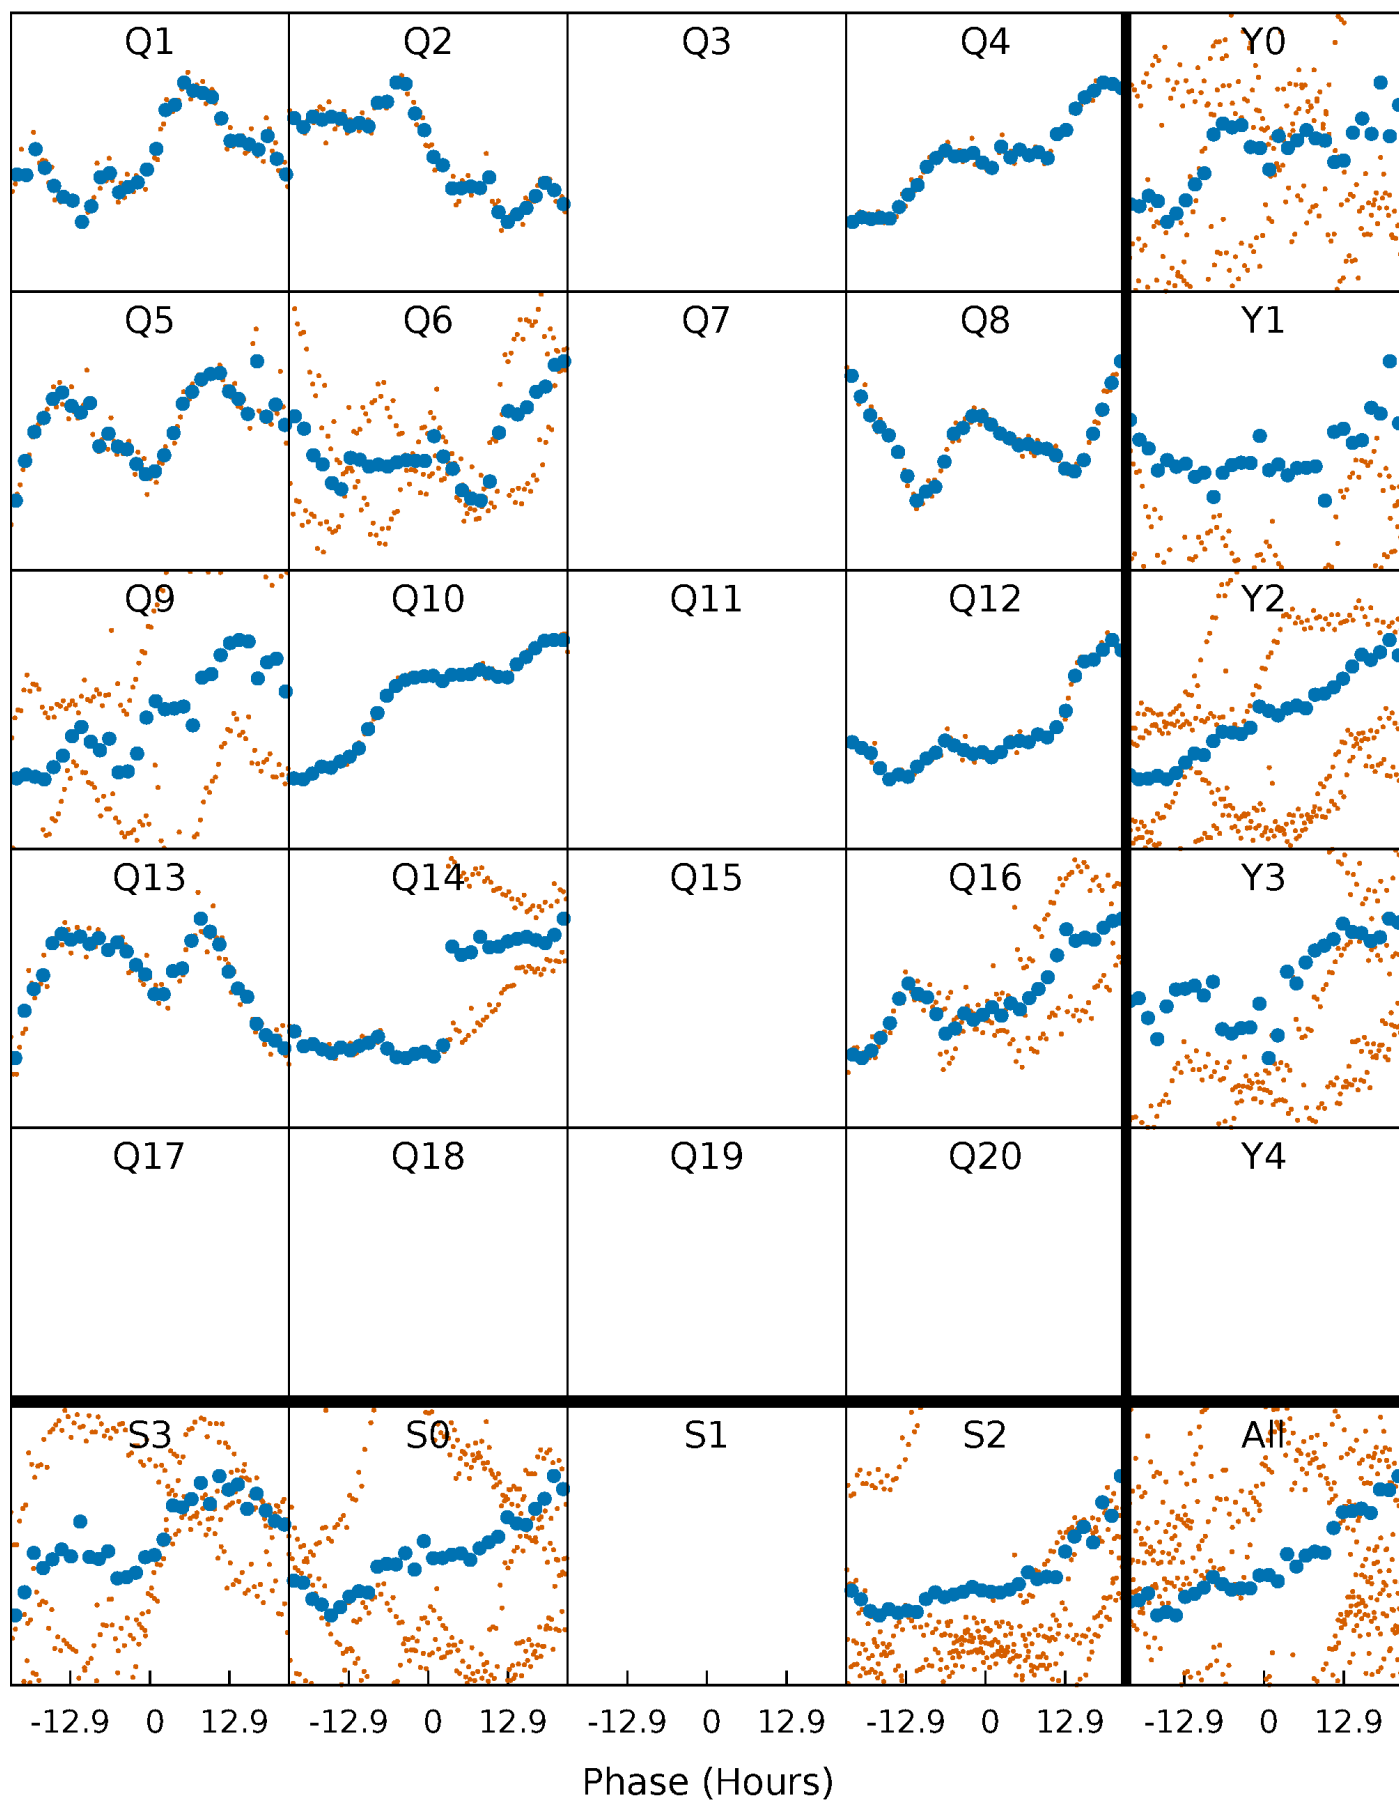 Q1 Q2 Q3 Q4 Y0
Q5 Q6 Q7 Q8 Y1
Q9 Q10 Q11 Q12 Y2
Q13 Q14 Q15 Q16 Y3
Q17 Q18 Q19 Q20 Y4
S3 S0 S1 S2 All
-12.9 0 12.9 -12.9 0 12.9 -12.9 0 12.9 -12.9 0 12.9 -12.9 0 12.9
Phase (Hours)